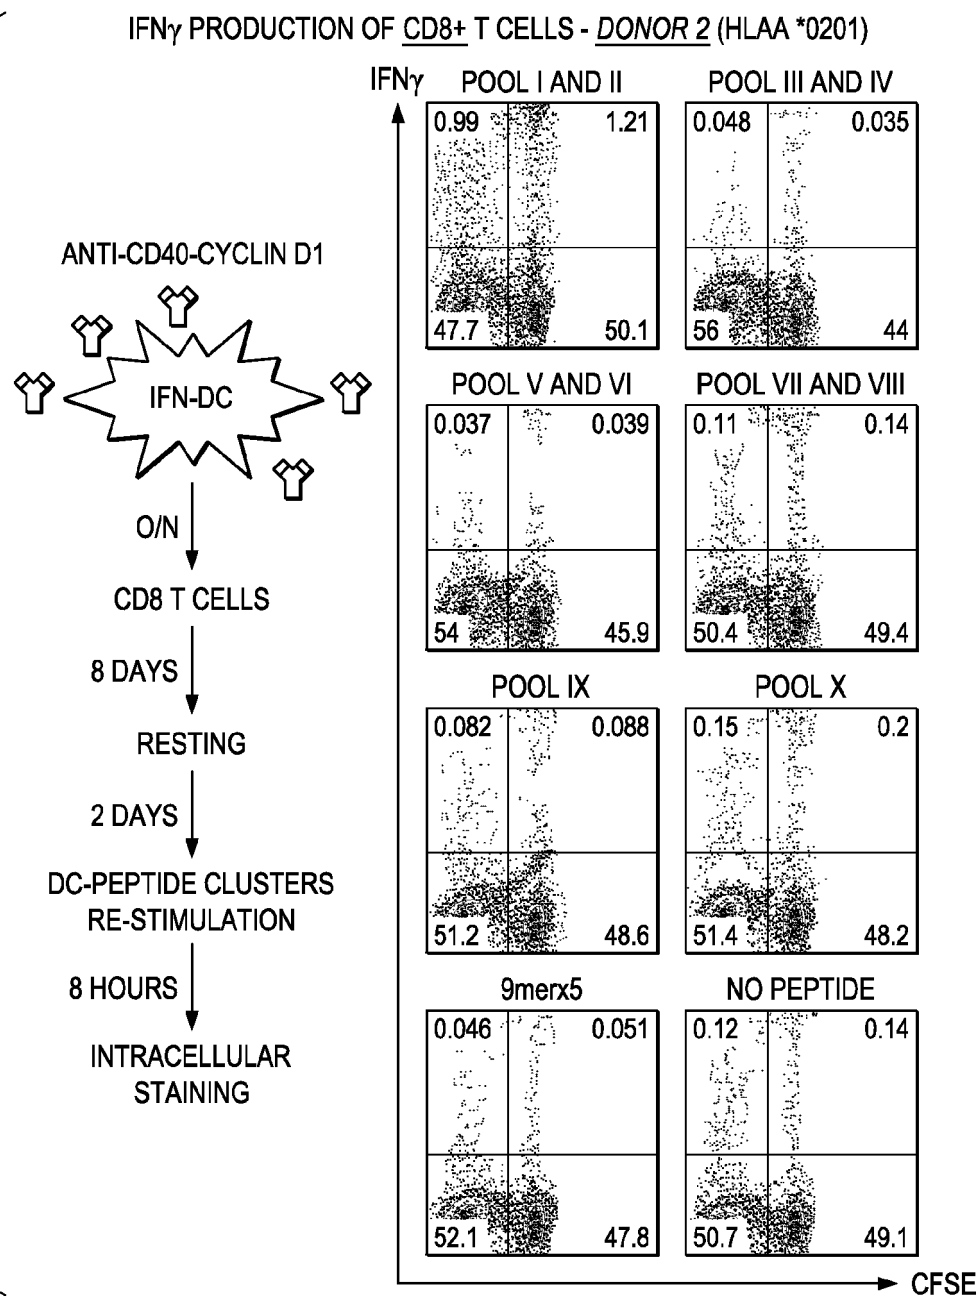 IFNγ PRODUCTION OF CD8+ T CELLS - DONOR 2 (HLAA *0201)
ANTI-CD40-CYCLIN D1
IFN-DC
O/N
CD8 T CELLS
8 DAYS
RESTING
2 DAYS
DC-PEPTIDE CLUSTERS
RE-STIMULATION
8 HOURS
INTRACELLULAR
STAINING
IFNγ
POOL I AND II
0.99 1.21
47.7 50.1
POOL III AND IV
0.048 0.035
56 44
POOL V AND VI
0.037 0.039
54 45.9
POOL VII AND VIII
0.11 0.14
50.4 49.4
POOL IX
0.082 0.088
51.2 48.6
POOL X
0.15 0.2
51.4 48.2
9merx5
0.046 0.051
52.1 47.8
NO PEPTIDE
0.12 0.14
50.7 49.1
CFSE